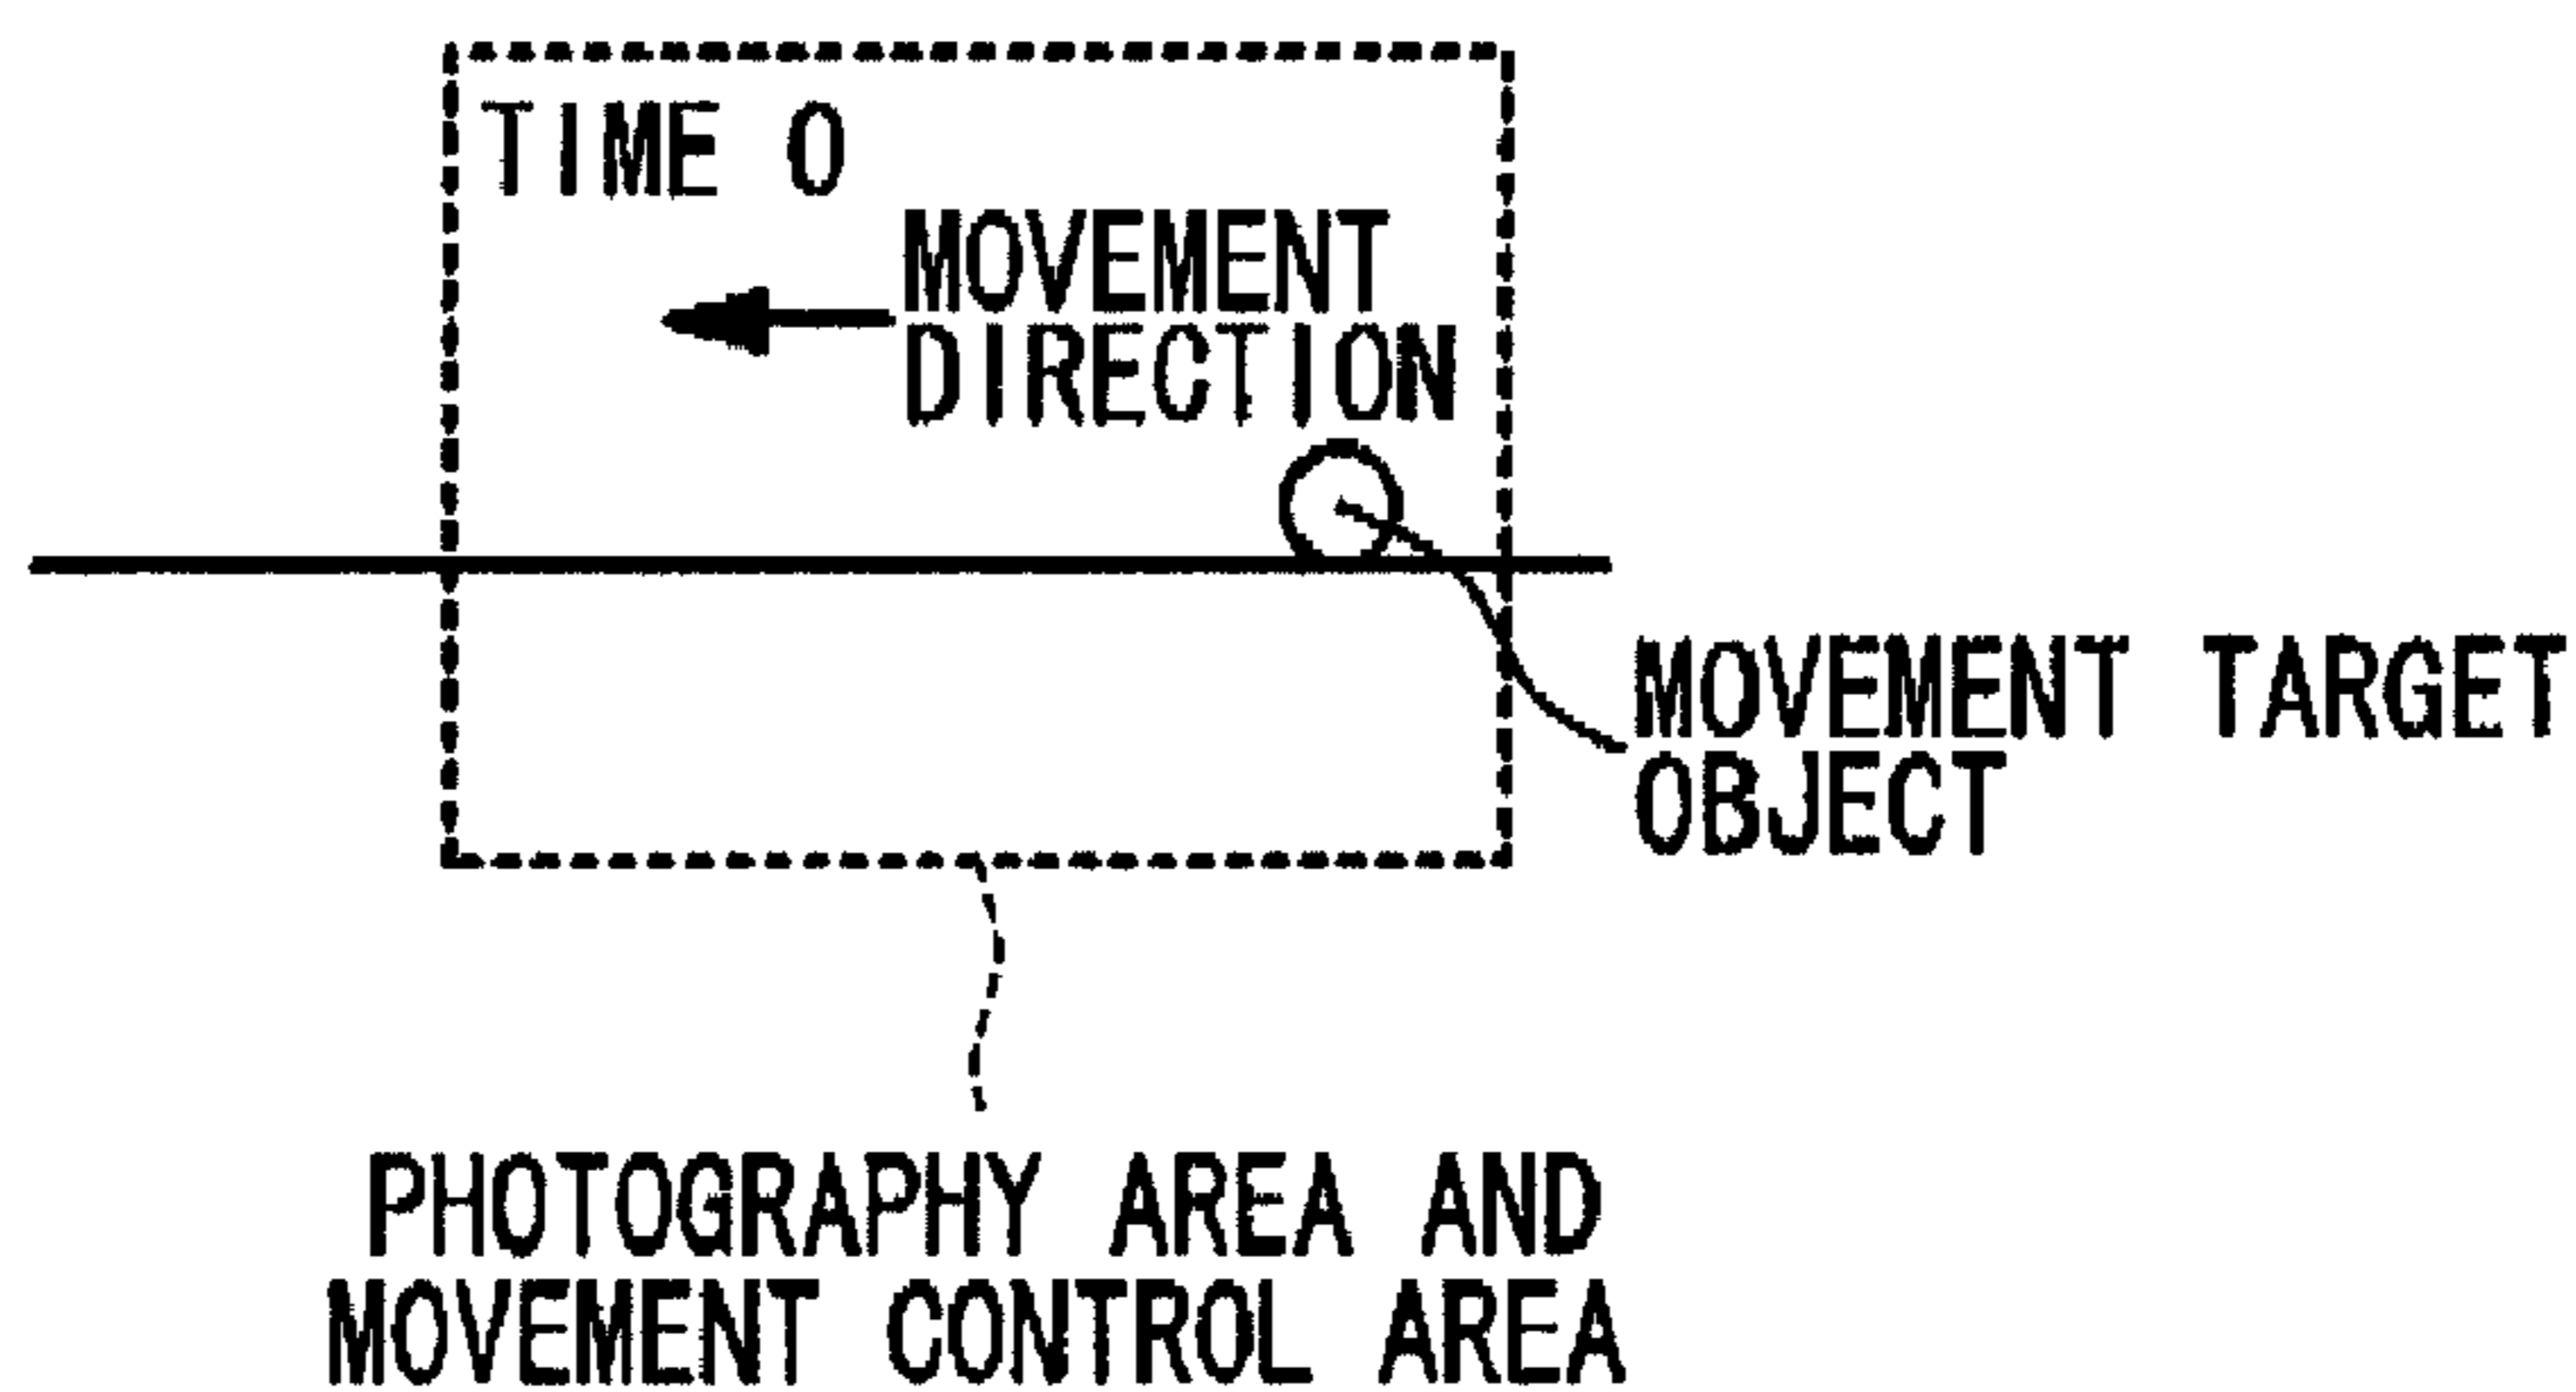 TIME 0
MOVEMENT
DIRECTION
MOVEMENT TARGET
OBJECT
PHOTOGRAPHY AREA AND
MOVEMENT CONTROL AREA